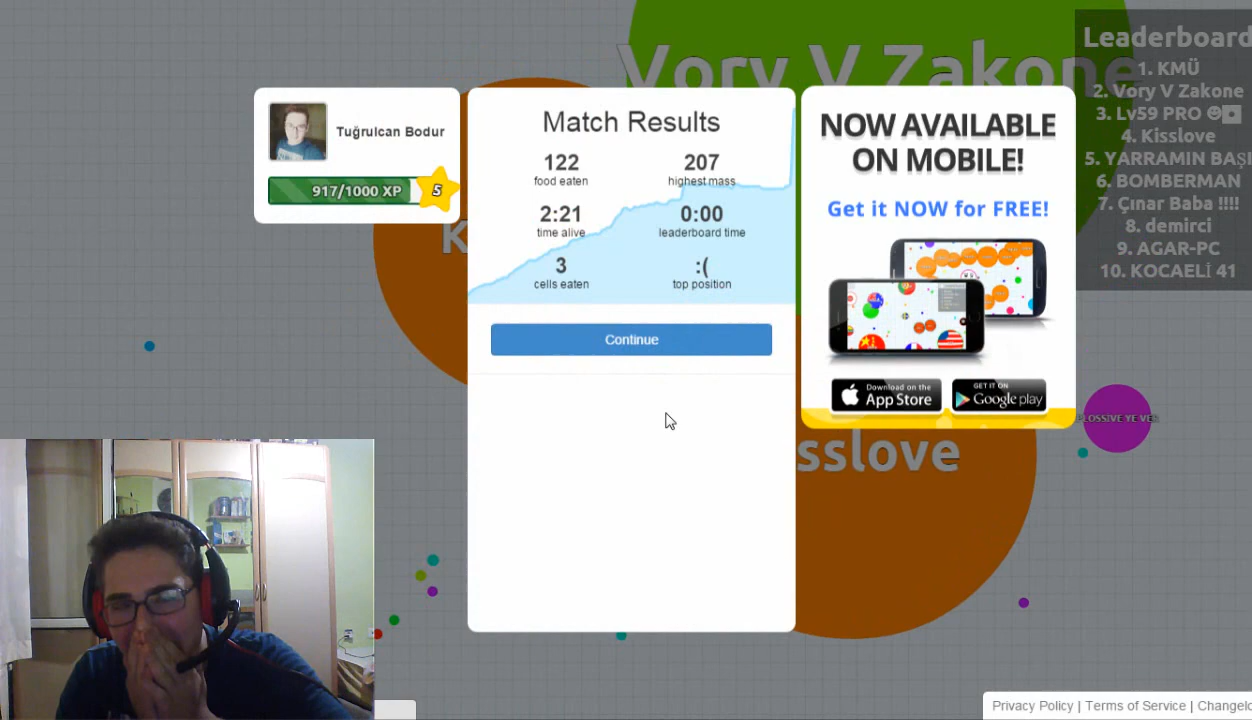 Vory V Zakone
Leaderboard
1. KMÜ
2. Vory V Zakone
3. Lv59 PRO
4. Kisslove
5. YARRAMIN BAŞI
6. BOMBERMAN
7. Çınar Baba !!!!
8. demirci
9. AGAR-PC
10. KOCAELİ 41
Tuğrulcan Bodur
917/1000 XP
5
K
Match Results
122
food eaten
207
highest mass
2:21
time alive
0:00
leaderboard time
3
cells eaten
:(
top position
Continue
NOW AVAILABLE
ON MOBILE!
Get it NOW for FREE!
Download on the
App Store
GET IT ON
Google play
sslove
PLOSSIVE YE VER
Privacy Policy | Terms of Service | Changelo